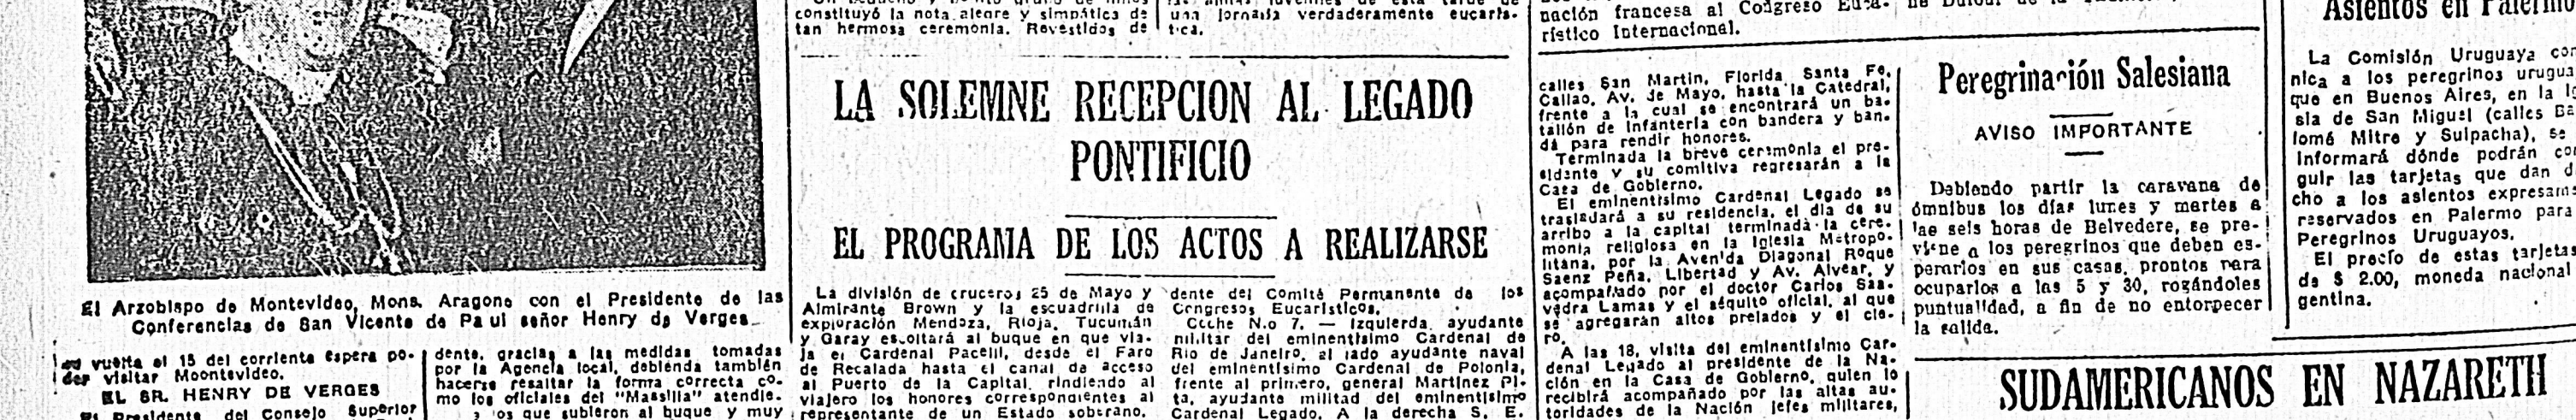 constituyó la nota alegre y simpática de
tan hermosa ceremonia. Revestidos de
una jornada verdaderamente eucarís-
tica.
LA SOLEMNE RECEPCION AL LEGADO
PONTIFICIO
EL PROGRAMA DE LOS ACTOS A REALIZARSE
La división de cruceros 25 de Mayo y
Almirante Brown y la escuadrilla de
exploración Mendoza, Rioja, Tucumán
y Garay escoltará al buque en que via-
ja el Cardenal Pacelli, desde el Faro
de Recalada hasta el canal de acceso
al Puerto de la Capital, rindiendo al
viajero los honores correspondientes al
representante de un Estado soberano.
dente del Comité Permanente de los
Congresos Eucarísticos.
Coche N.o 7. — Izquierda, ayudante
militar del eminentísimo Cardenal de
Rio de Janeiro, al lado ayudante naval
del eminentísimo Cardenal de Polonia,
frente al primero, general Martínez Pi-
ta, ayudante militad del eminentísimo
Cardenal Legado. A la derecha S. E.
El Arzobispo de Montevideo, Mons. Aragone con el Presidente de las
Conferencias de San Vicente de Paul señor Henry de Verges
vuelta el 15 del corriente espera po-
der visitar Moontevideo.
EL SR. HENRY DE VERGES
El Presidente del Consejo Superior
dente, gracias a las medidas tomadas
por la Agencia local, debienda también
hacerse resaltar la forma correcta co-
mo los oficiales del "Massilia" atendie-
los que subieron al buque y muy
nación francesa al Congreso Euca-
rístico Internacional.
calles San Martín, Florida, Santa Fe,
Callao, Av. de Mayo, hasta la Catedral,
frente a la cual se encontrará un ba-
tallón de Infantería con bandera y ban-
da para rendir honores.
Terminada la breve ceremonia el pre-
sidente y su comitiva regresarán a la
Casa de Gobierno.
El eminentísimo Cardenal Legado se
trasladará a su residencia, el día de su
arribo a la capital terminada la cere-
monia religiosa en la Iglesia Metropo-
litana, por la Avenida Diagonal Roque
Saenz Peña, Libertad y Av. Alvear, y
acompañado por el doctor Carlos Saa-
vedra Lamas y el séquito oficial, al que
se agregarán altos prelados y el cle-
ro.
A las 18, visita del eminentísimo Car-
denal Legado al presidente de la Na-
ción en la Casa de Gobierno, quien lo
recibirá acompañado por las altas au-
toridades de la Nación jefes militares,
Peregrinación Salesiana
AVISO IMPORTANTE
Debiendo partir la caravana de
ómnibus los días lunes y martes a
las seis horas de Belvedere, se pre-
viene a los peregrinos que deben es-
perarlos en sus casas, prontos para
ocuparlos a las 5 y 30, rogándoles
puntualidad, a fin de no entorpecer
la salida.
Asientos en Palermo
La Comisión Uruguaya co
nica a los peregrinos urugua
que en Buenos Aires, en la Ig
sia de San Miguel (calles Ba
lomé Mitre y Suipacha), se
informará dónde podrán co
guir las tarjetas que dan d
cho a los asientos expresam
reservados en Palermo para
Peregrinos Uruguayos.
El precio de estas tarjetas
de $ 2.00, moneda nacional
gentina.
SUDAMERICANOS EN NAZARETH